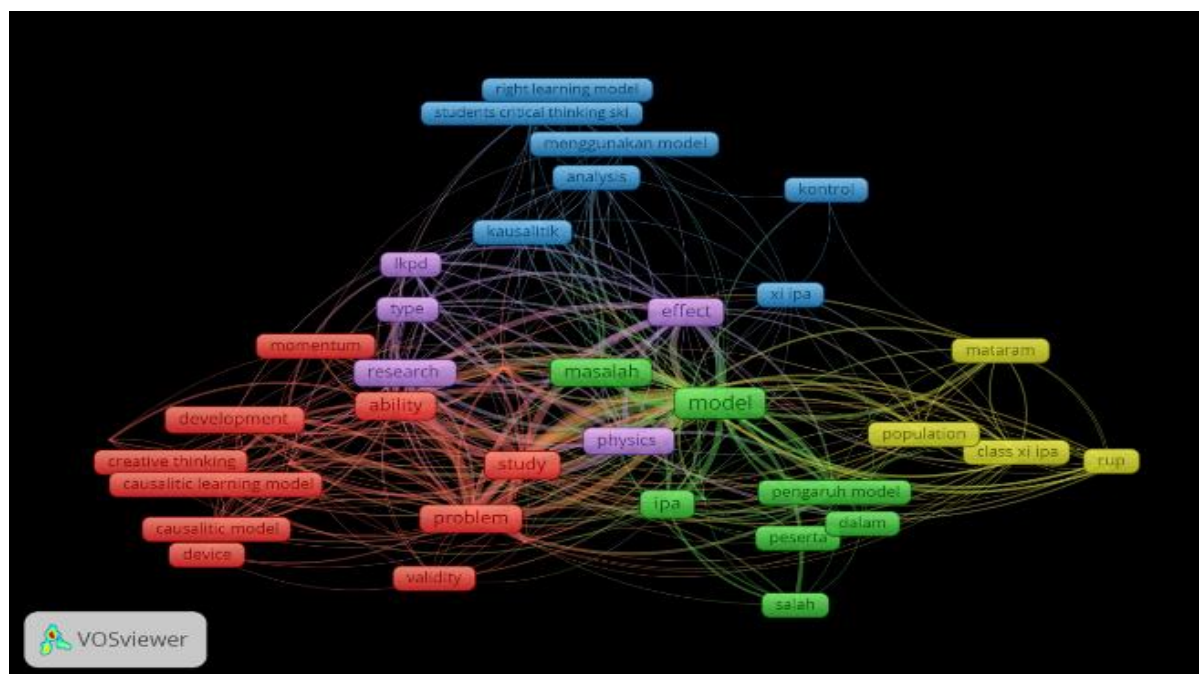 right learning model
students critical thinking skl
menggunakan model
analysis
kontrol
kausalitik
lkpd
xi ipa
type
effect
momentum
mataram
research
masalah
ability
model
development
population
physics
class xi ipa
creative thinking
study
rup
causalitic learning model
pengaruh model
ipa
problem
dalam
causalitic model
peserta
device
validity
salah
VOSviewer